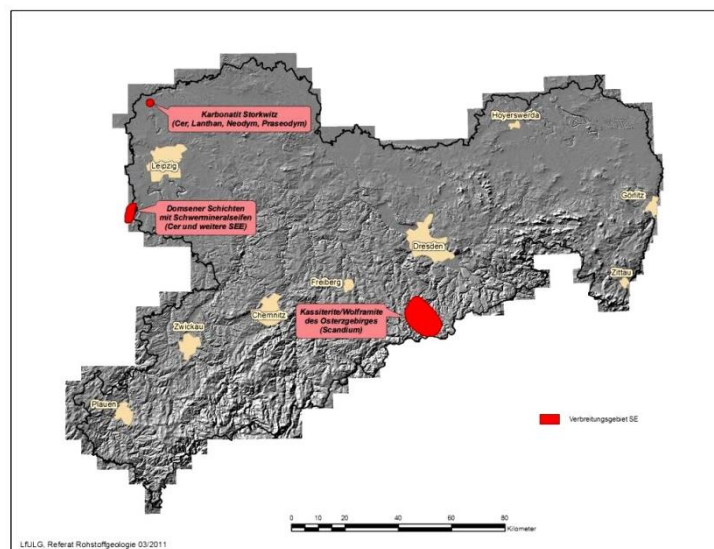 Karbonatit Storkwitz
(Cer, Lanthan, Neodym, Praseodym)
Hoyerswerda
Leipzig
Görlitz
Domsener Schichten
mit Schwermineralseifen
(Cer und weitere SEE)
Dresden
Zittau
Freiberg
Chemnitz
Kassiterite/Wolframite
des Osterzgebirges
(Scandium)
Zwickau
Plauen
Verbreitungsgebiet SE
0 20 40 60 80
Kilometer
LfULG, Referat Rohstoffgeologie 03/2011